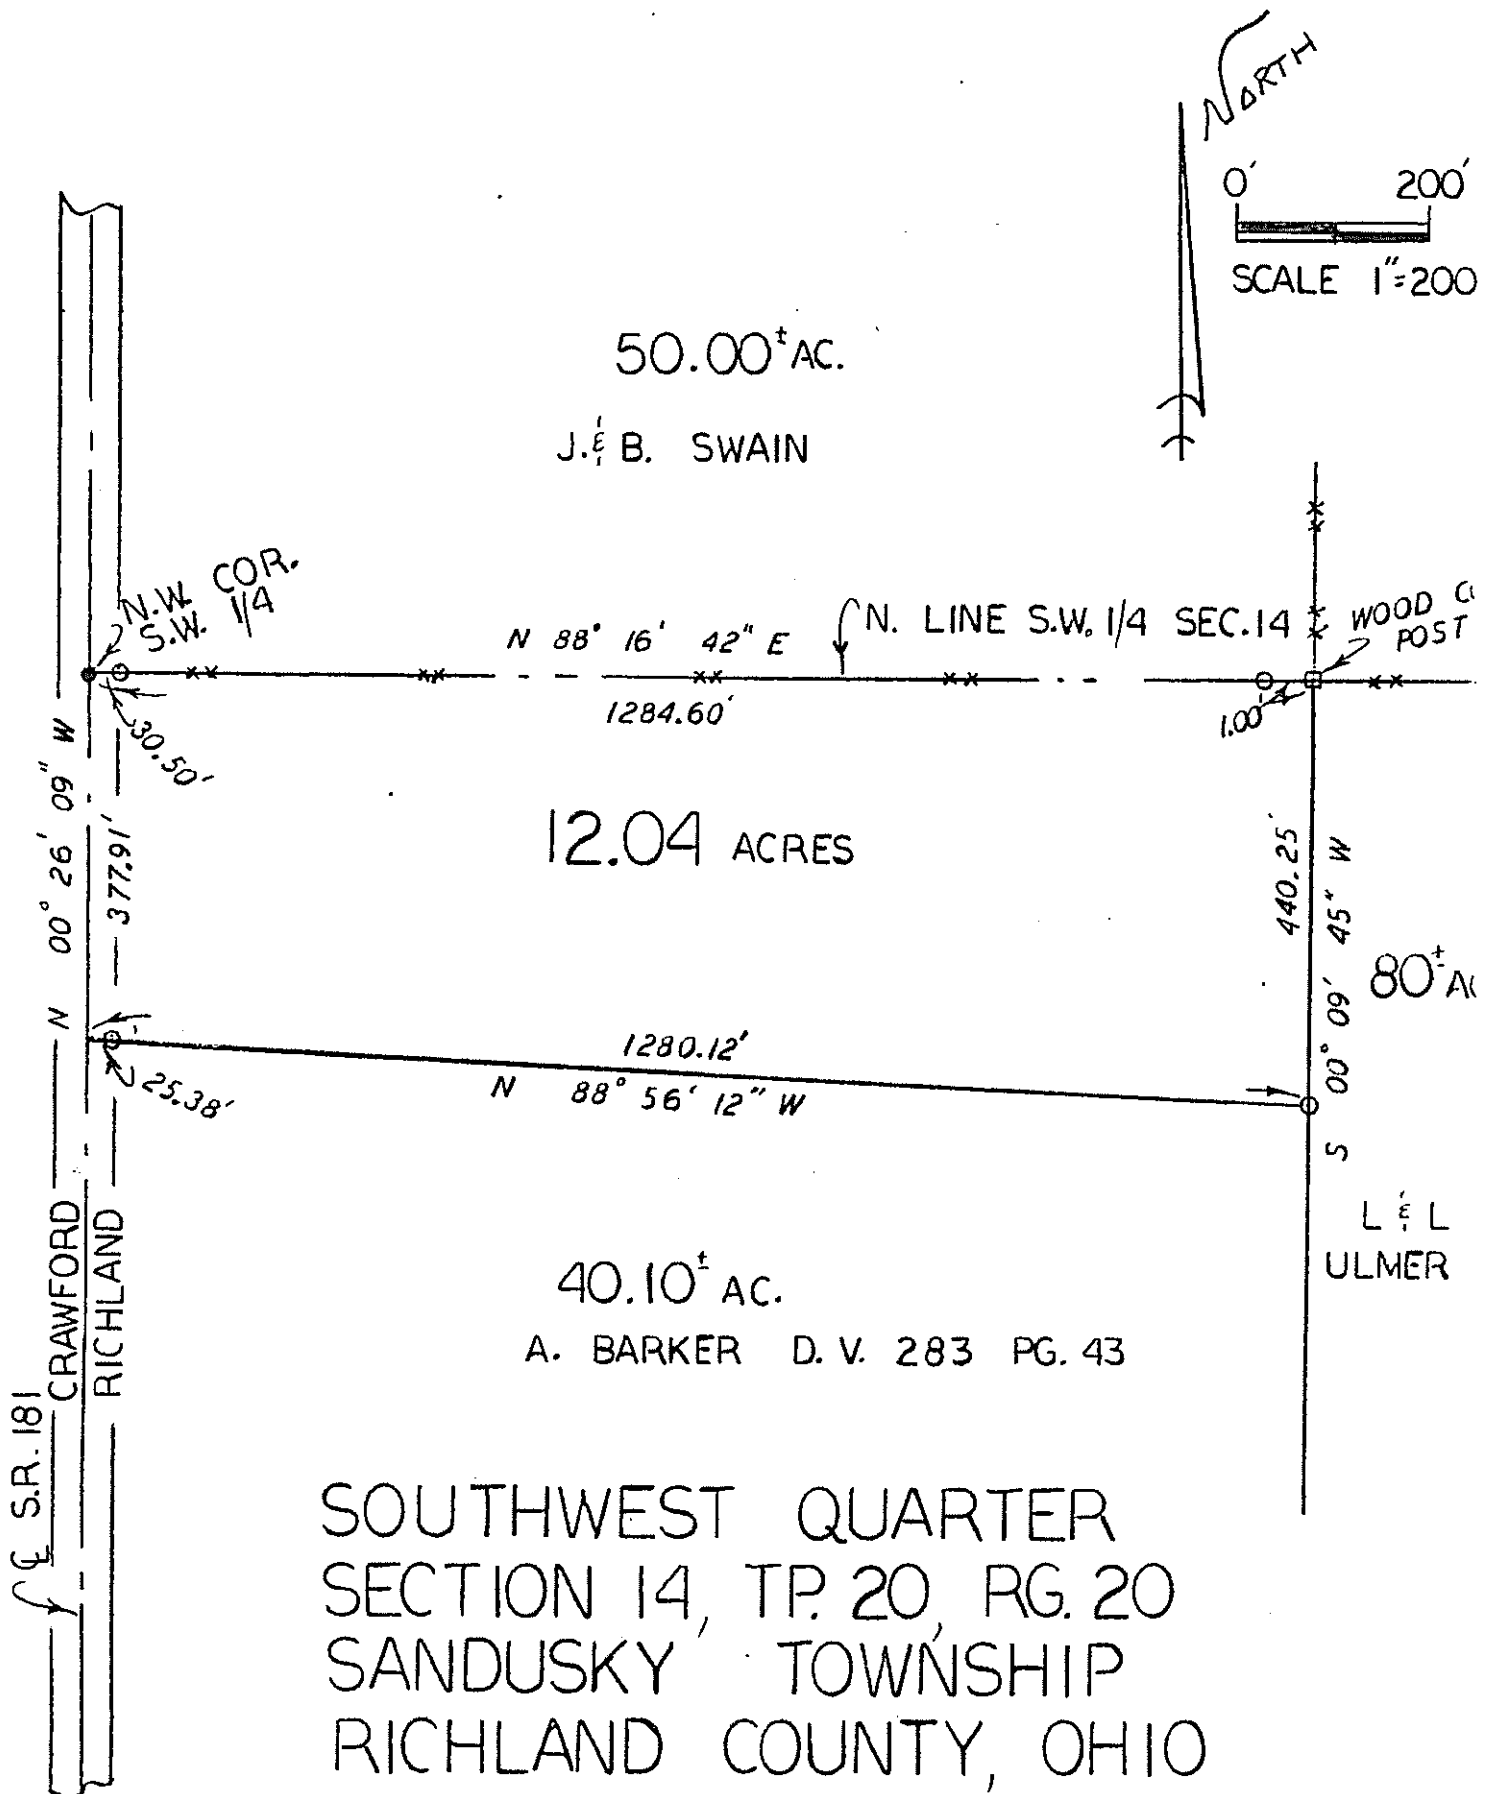 NORTH
0' 200'
SCALE 1"=200
50.00± AC.
J. & B. SWAIN
N.W. COR.
S.W. 1/4
N 88° 16' 42" E
N. LINE S.W. 1/4 SEC. 14
WOOD
POST
1284.60'
1.00'
30.50'
N 00° 26' 09" W
377.91'
12.04 ACRES
440.25'
S 00° 09' 45" W
80±
1280.12'
N 88° 56' 12" W
25.38'
L & L
ULMER
CRAWFORD
RICHLAND
40.10± AC.
A. BARKER D. V. 283 PG. 43
℄ S.R. 181
SOUTHWEST QUARTER
SECTION 14, TP. 20, RG. 20
SANDUSKY TOWNSHIP
RICHLAND COUNTY, OHIO